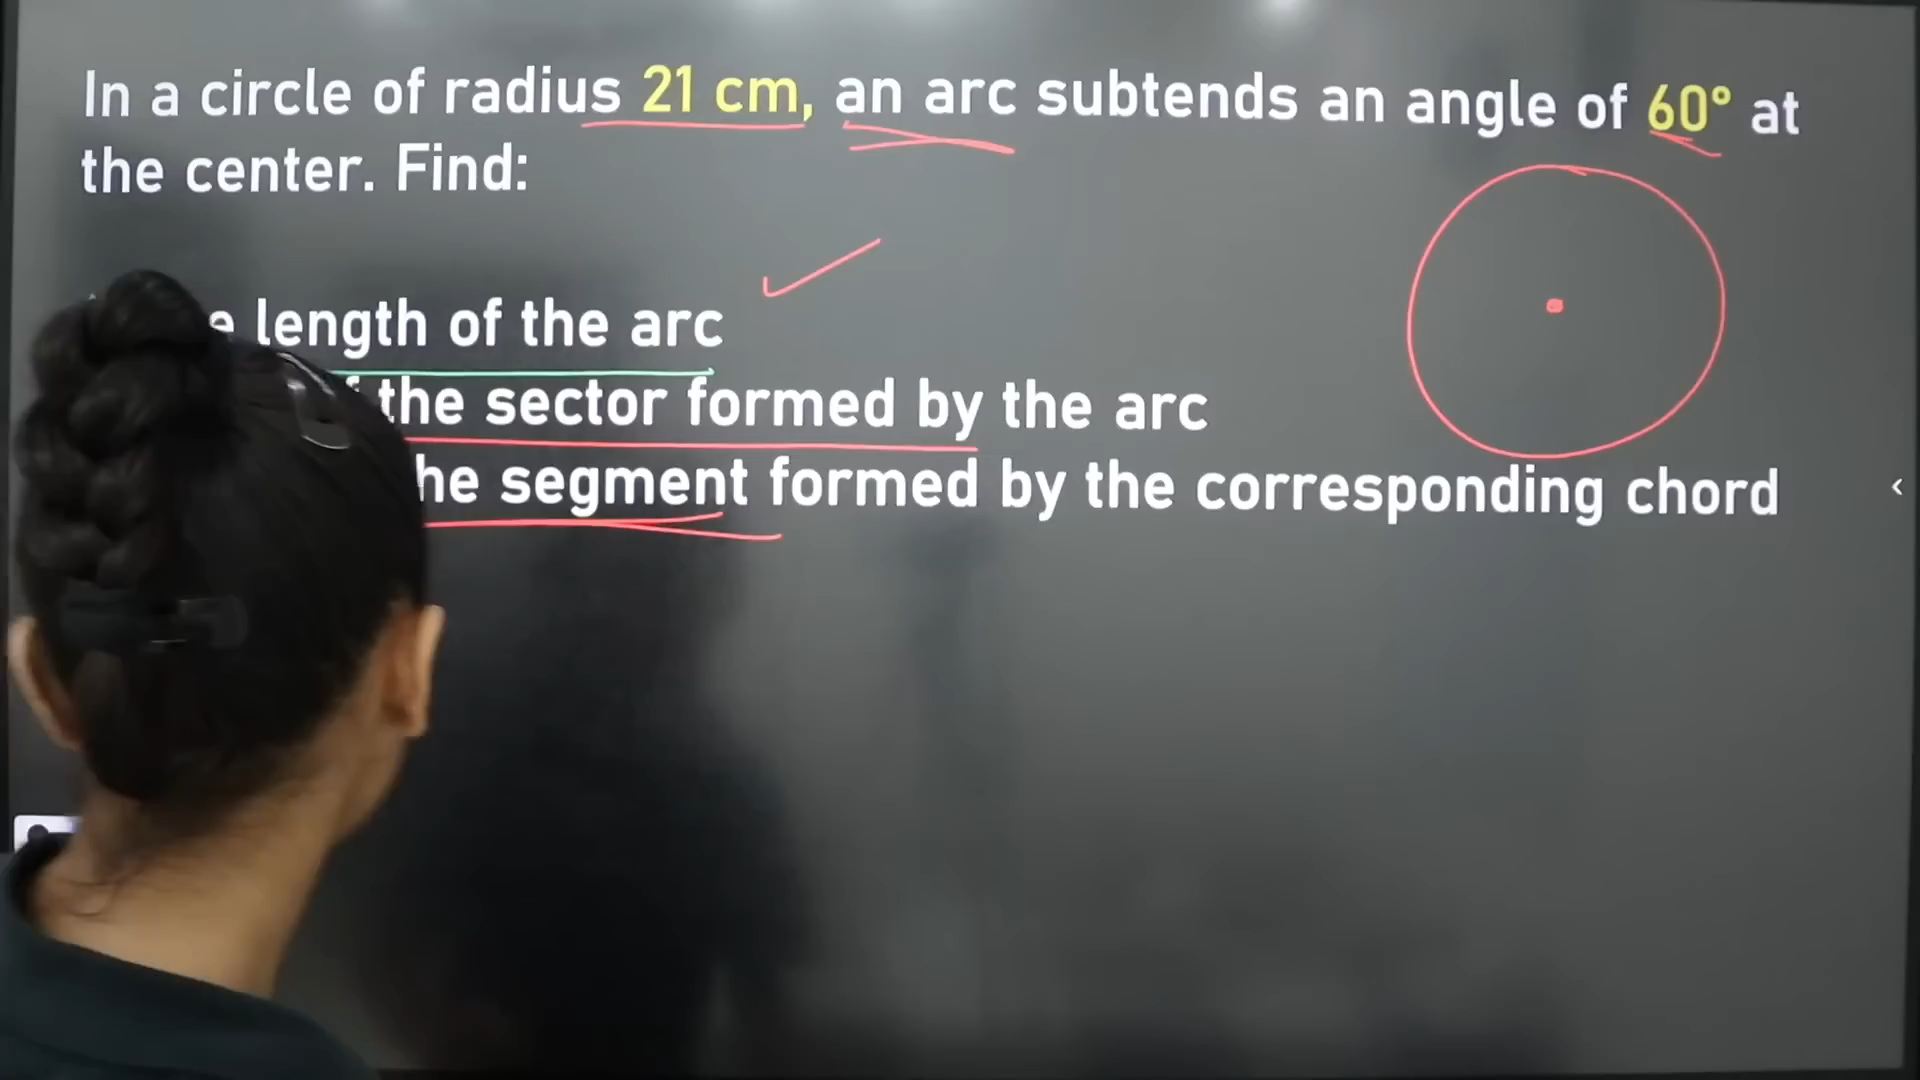 In a circle of radius 21 cm, an arc subtends an angle of 60° at
the center. Find:
length of the arc
the sector formed by the arc
segment formed by the corresponding chord